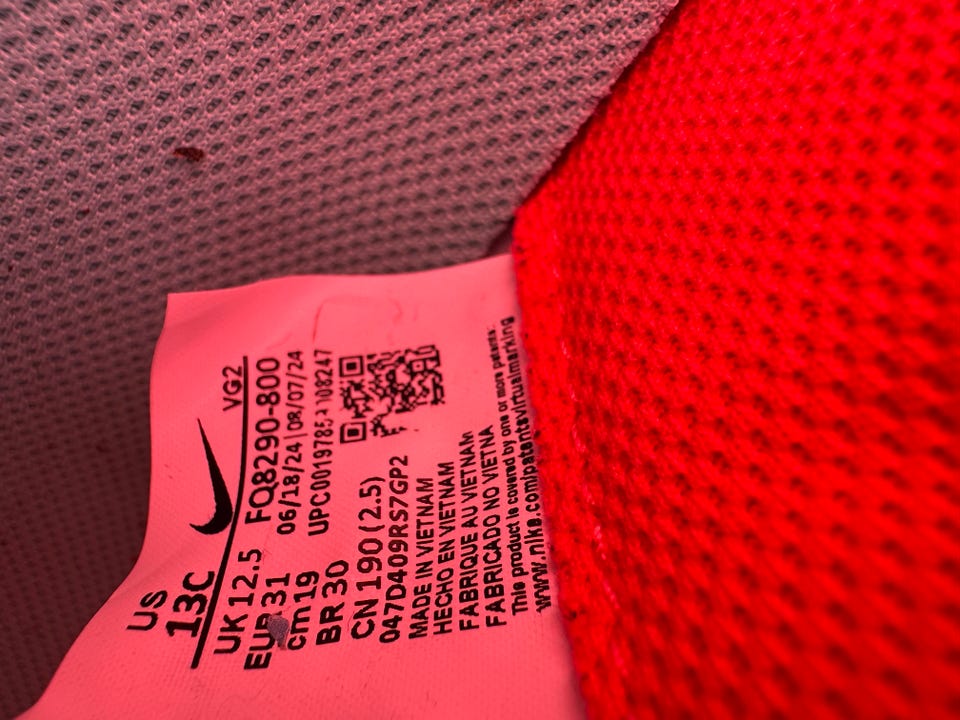 US
13C
VG2
UK 12.5 FQ8290-800
EUR 31 06/18/24|08/07/24
cm 19
BR 30
CN 190 (2.5)
047D409RS7GP2
MADE IN VIETNAM
HECHO EN VIETNAM
FABRIQUE AU VIETNAM
FABRICADO NO VIETNA
This product is covered by one or more patents:
www.nike.com/patentsvirtualmarking